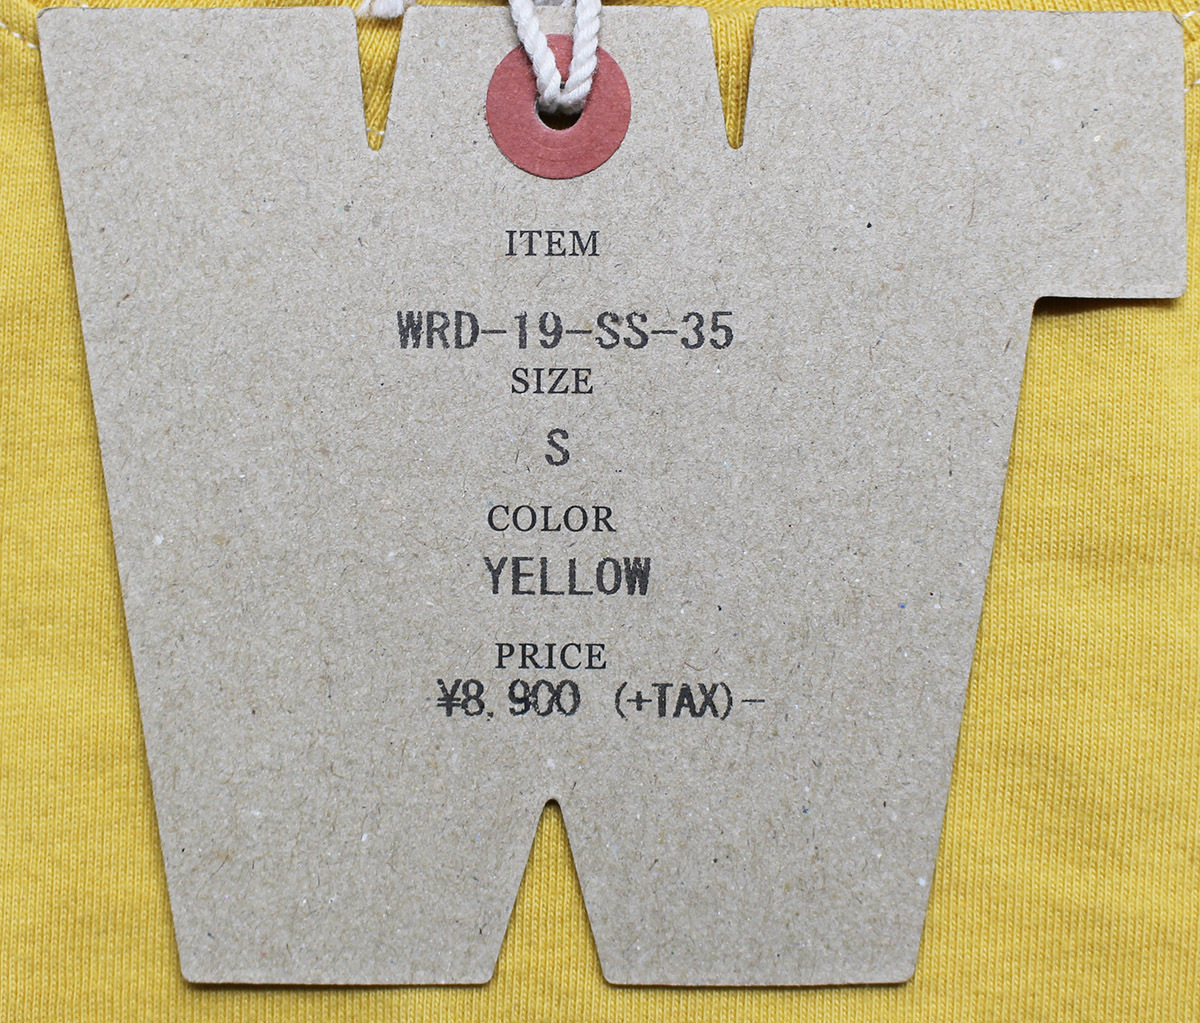 ITEM
WRD-19-SS-35
SIZE
S
COLOR
YELLOW
PRICE
¥8,900 (+TAX)-